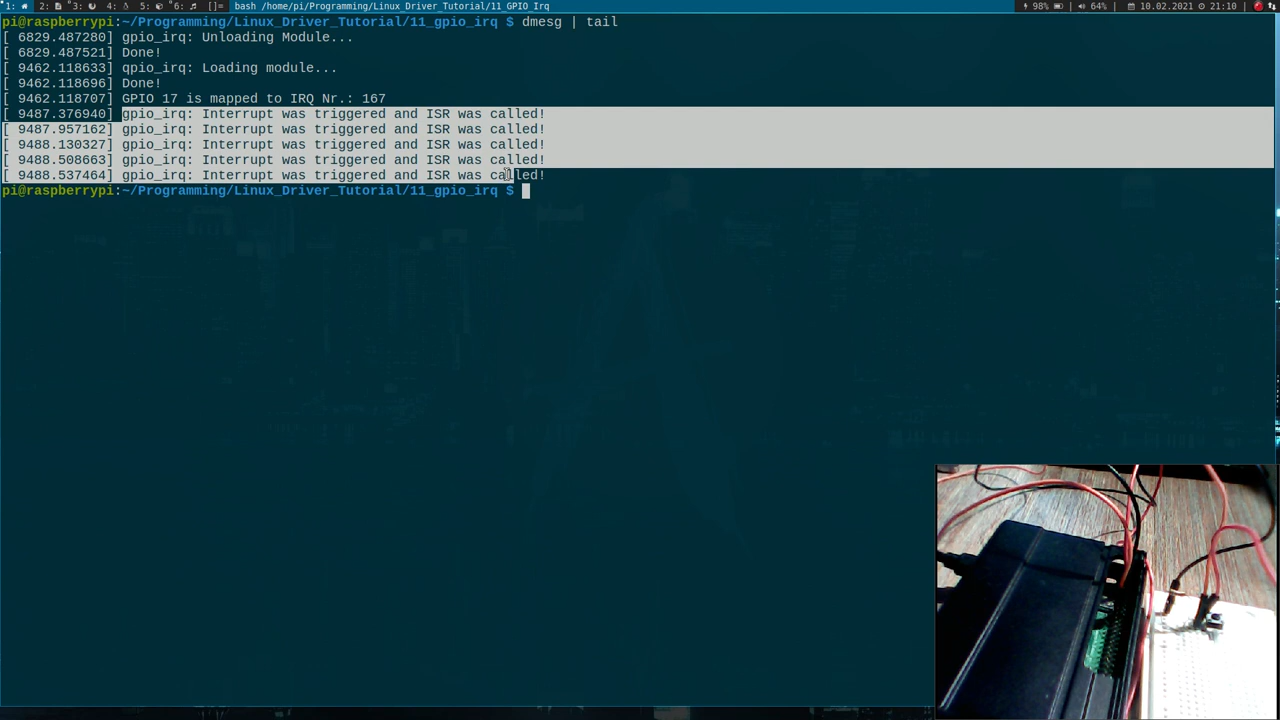 1: 2: 3: 4: 5: 6: []= bash /home/pi/Programming/Linux_Driver_Tutorial/11_GPIO_Irq 98% | 64% | 10.02.2021 21:10 |
pi@raspberrypi:~/Programming/Linux_Driver_Tutorial/11_gpio_irq $ dmesg | tail
[ 6829.487280] gpio_irq: Unloading Module...
[ 6829.487521] Done!
[ 9462.118633] qpio_irq: Loading module...
[ 9462.118696] Done!
[ 9462.118707] GPIO 17 is mapped to IRQ Nr.: 167
[ 9487.376940] gpio_irq: Interrupt was triggered and ISR was called!
[ 9487.957162] gpio_irq: Interrupt was triggered and ISR was called!
[ 9488.130327] gpio_irq: Interrupt was triggered and ISR was called!
[ 9488.508663] gpio_irq: Interrupt was triggered and ISR was called!
[ 9488.537464] gpio_irq: Interrupt was triggered and ISR was called!
pi@raspberrypi:~/Programming/Linux_Driver_Tutorial/11_gpio_irq $